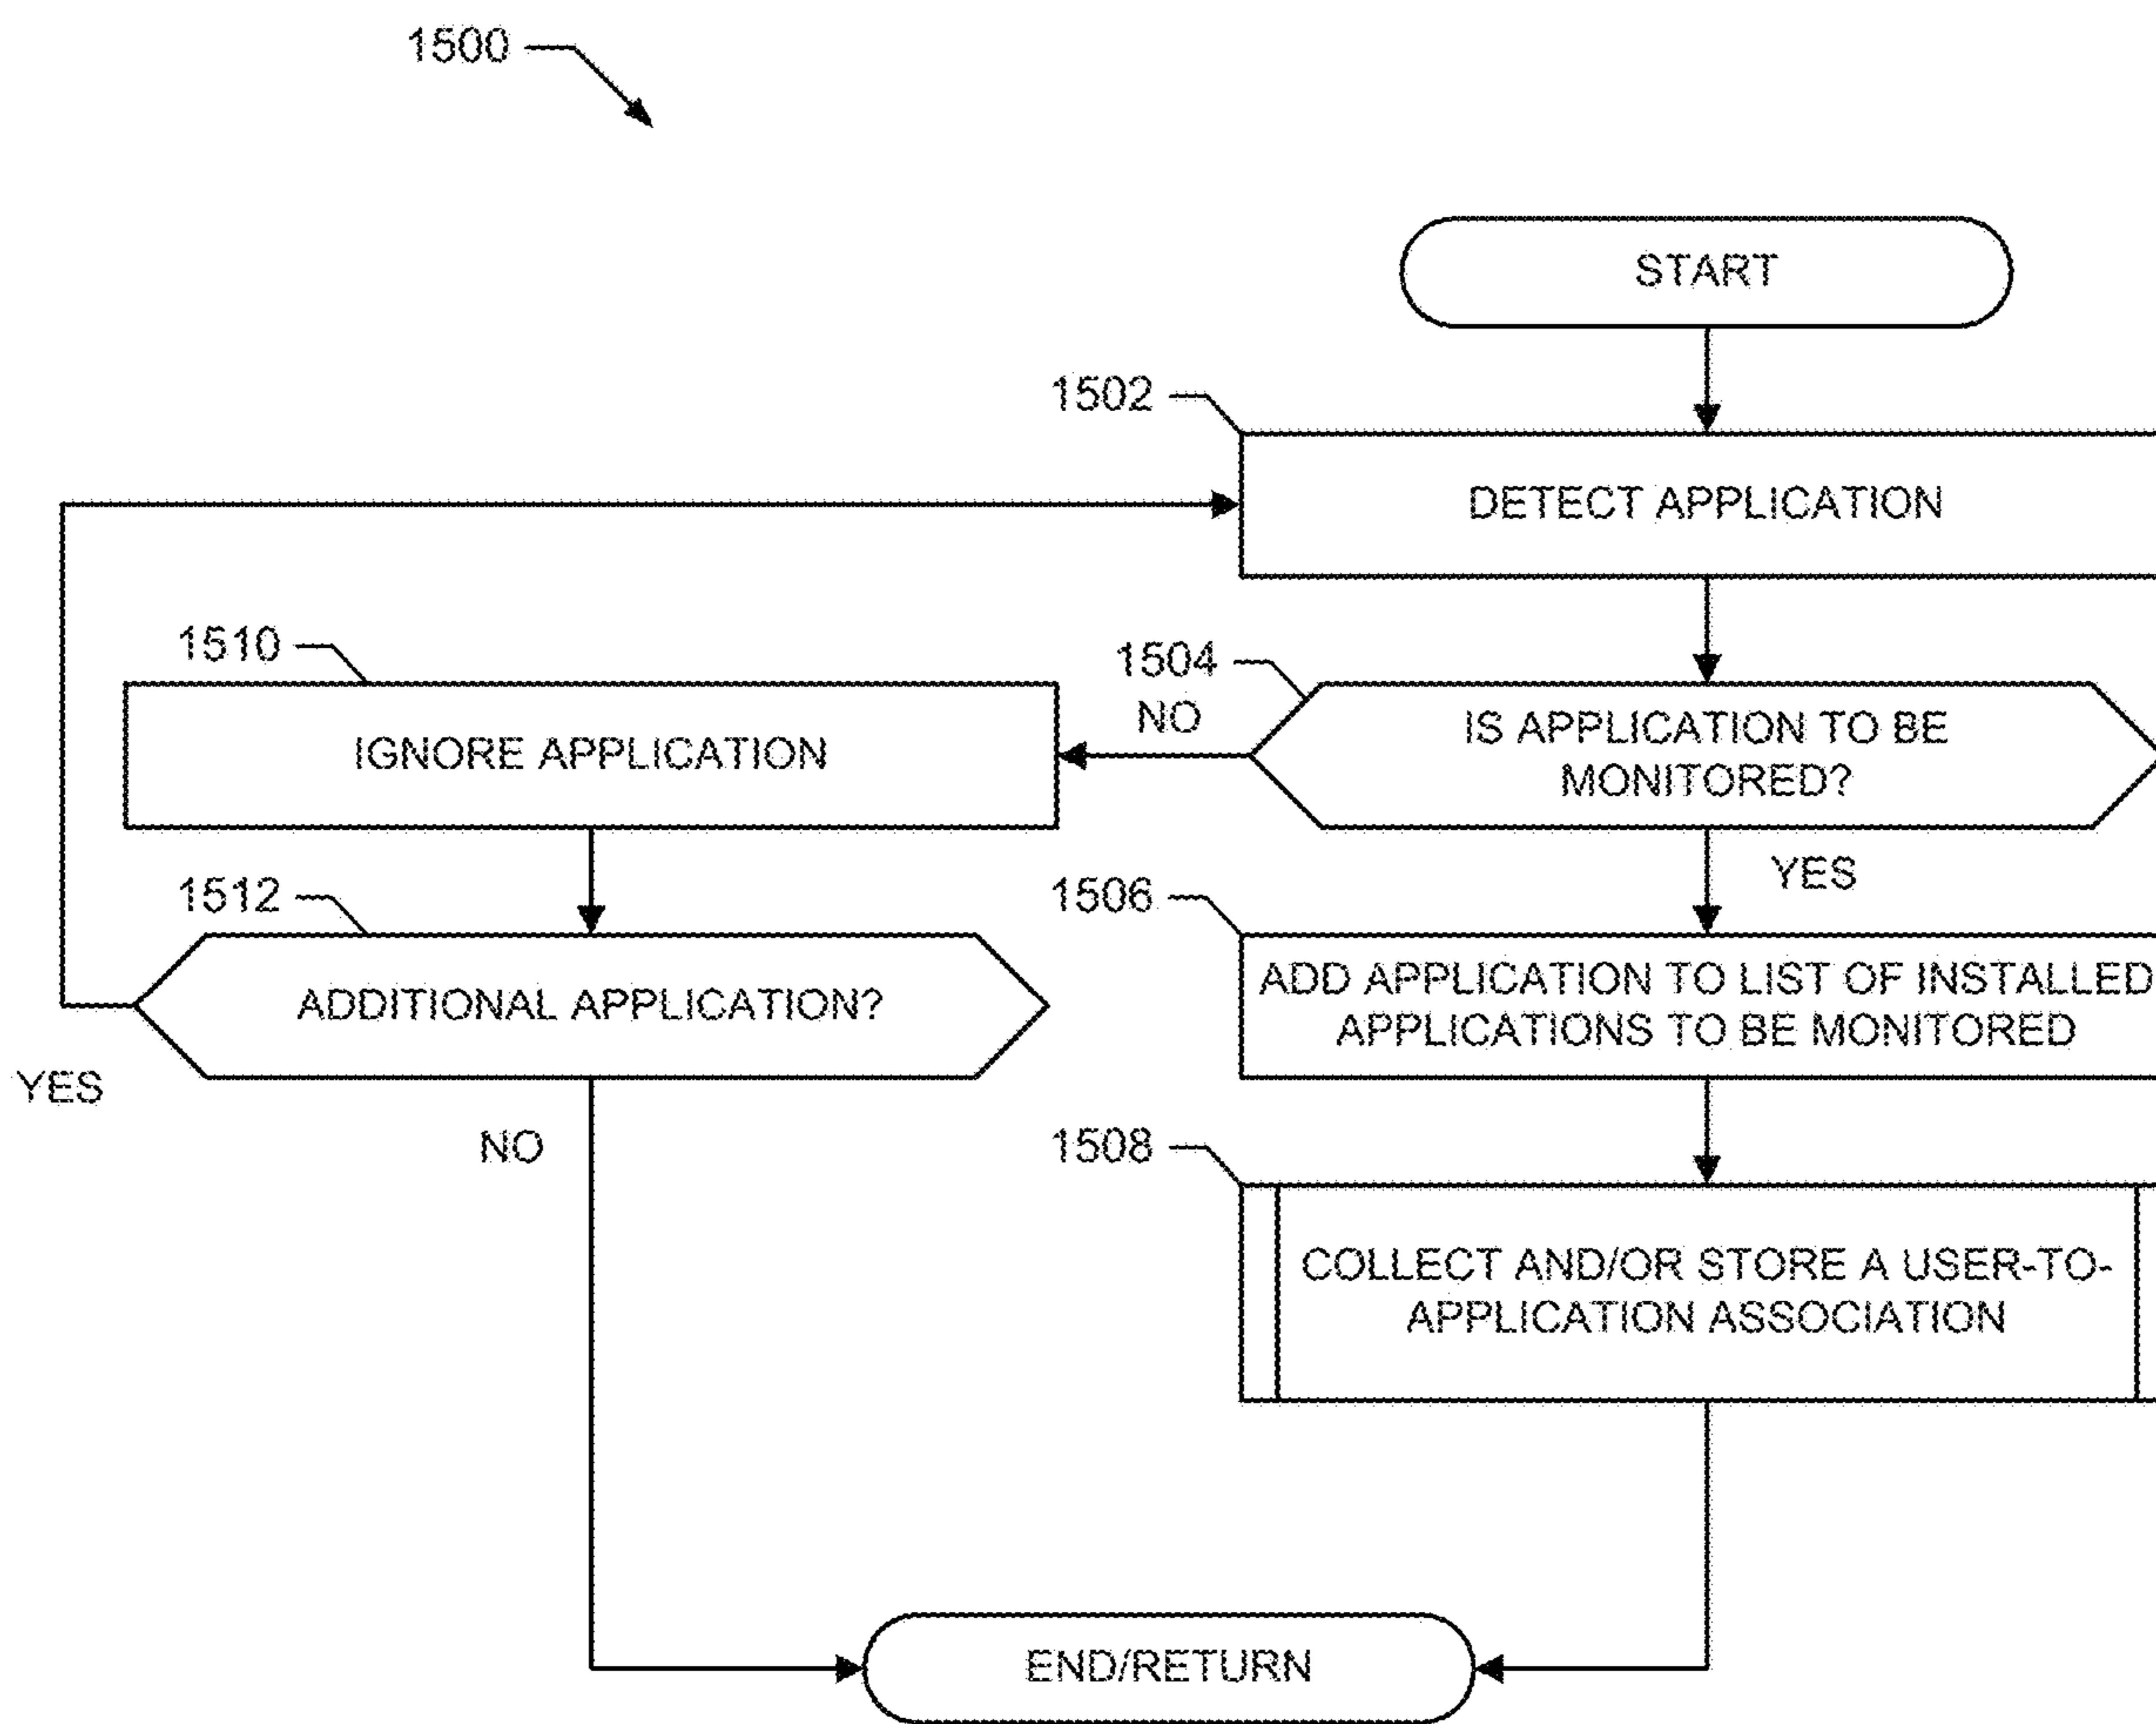 1500
START
1502
DETECT APPLICATION
1510
1504
NO
IGNORE APPLICATION
IS APPLICATION TO BE
MONITORED?
YES
1512
1506
ADDITIONAL APPLICATION?
ADD APPLICATION TO LIST OF INSTALLED
APPLICATIONS TO BE MONITORED
YES
NO
1508
COLLECT AND/OR STORE A USER-TO-
APPLICATION ASSOCIATION
END/RETURN